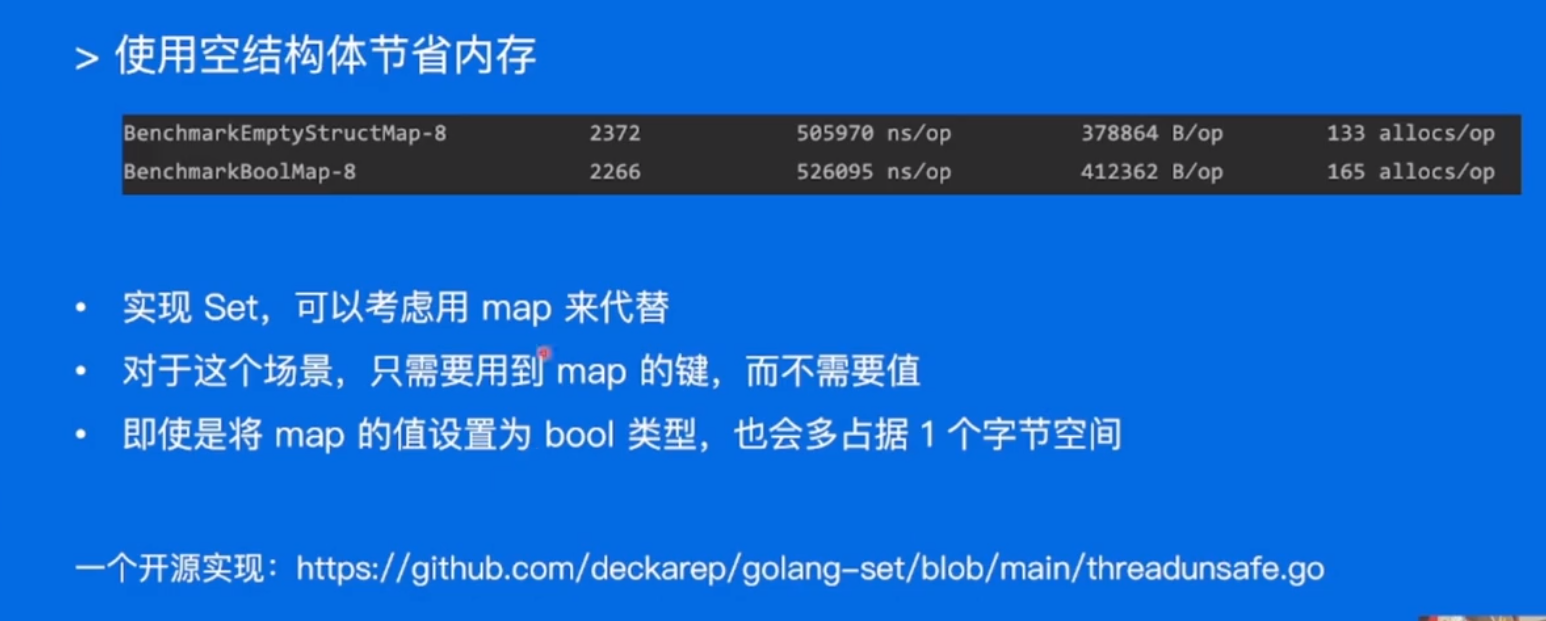 > 使用空结构体节省内存
BenchmarkEmptyStructMap-8 2372 505970 ns/op 378864 B/op 133 allocs/op
BenchmarkBoolMap-8 2266 526095 ns/op 412362 B/op 165 allocs/op
• 实现 Set，可以考虑用 map 来代替
• 对于这个场景，只需要用到 map 的键，而不需要值
• 即使是将 map 的值设置为 bool 类型，也会多占据 1 个字节空间
一个开源实现：https://github.com/deckarep/golang-set/blob/main/threadunsafe.go